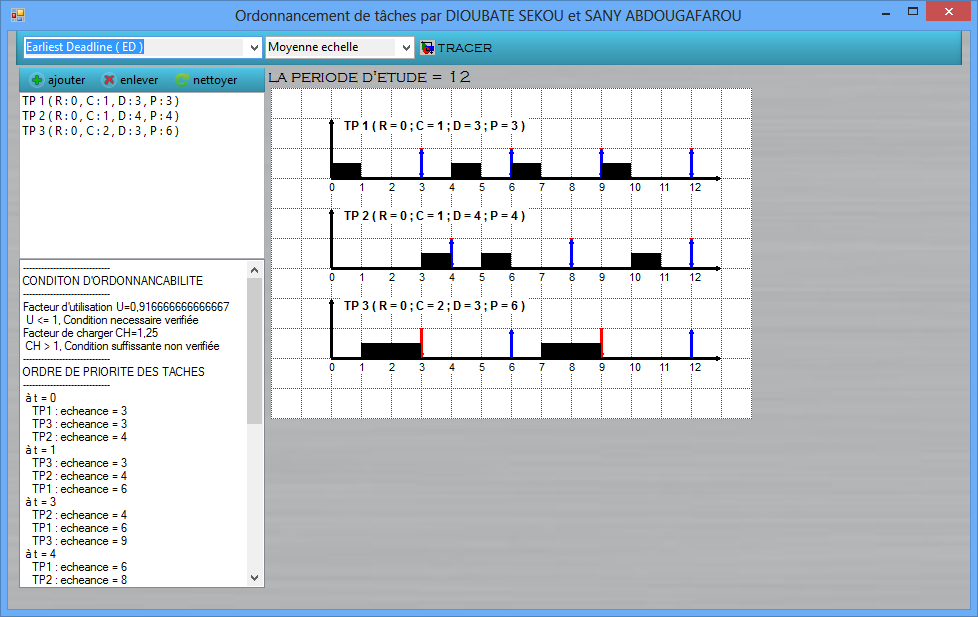 Ordonnancement de tâches par DIOUBATE SEKOU et SANY ABDOUGAFAROU
Earliest Deadline ( ED )
Moyenne echelle
TRACER
ajouter
enlever
nettoyer
LA PERIODE D'ETUDE = 12
TP 1 ( R : 0 , C : 1 , D : 3 , P : 3 )
TP 2 ( R : 0 , C : 1 , D : 4 , P : 4 )
TP 3 ( R : 0 , C : 2 , D : 3 , P : 6 )
TP 1 ( R = 0 ; C = 1 ; D = 3 ; P = 3 )
0 1 2 3 4 5 6 7 8 9 10 11 12
TP 2 ( R = 0 ; C = 1 ; D = 4 ; P = 4 )
0 1 2 3 4 5 6 7 8 9 10 11 12
TP 3 ( R = 0 ; C = 2 ; D = 3 ; P = 6 )
0 1 2 3 4 5 6 7 8 9 10 11 12
-----------------------------
CONDITON D'ORDONNANCABILITE
-----------------------------
Facteur d'utilisation U=0,916666666666667
U <= 1, Condition necessaire verifiée
Facteur de charger CH=1,25
CH > 1, Condition suffissante non verifiée
-----------------------------
ORDRE DE PRIORITE DES TACHES
-----------------------------
à t = 0
TP1 : echeance = 3
TP3 : echeance = 3
TP2 : echeance = 4
à t = 1
TP3 : echeance = 3
TP2 : echeance = 4
TP1 : echeance = 6
à t = 3
TP2 : echeance = 4
TP1 : echeance = 6
TP3 : echeance = 9
à t = 4
TP1 : echeance = 6
TP2 : echeance = 8